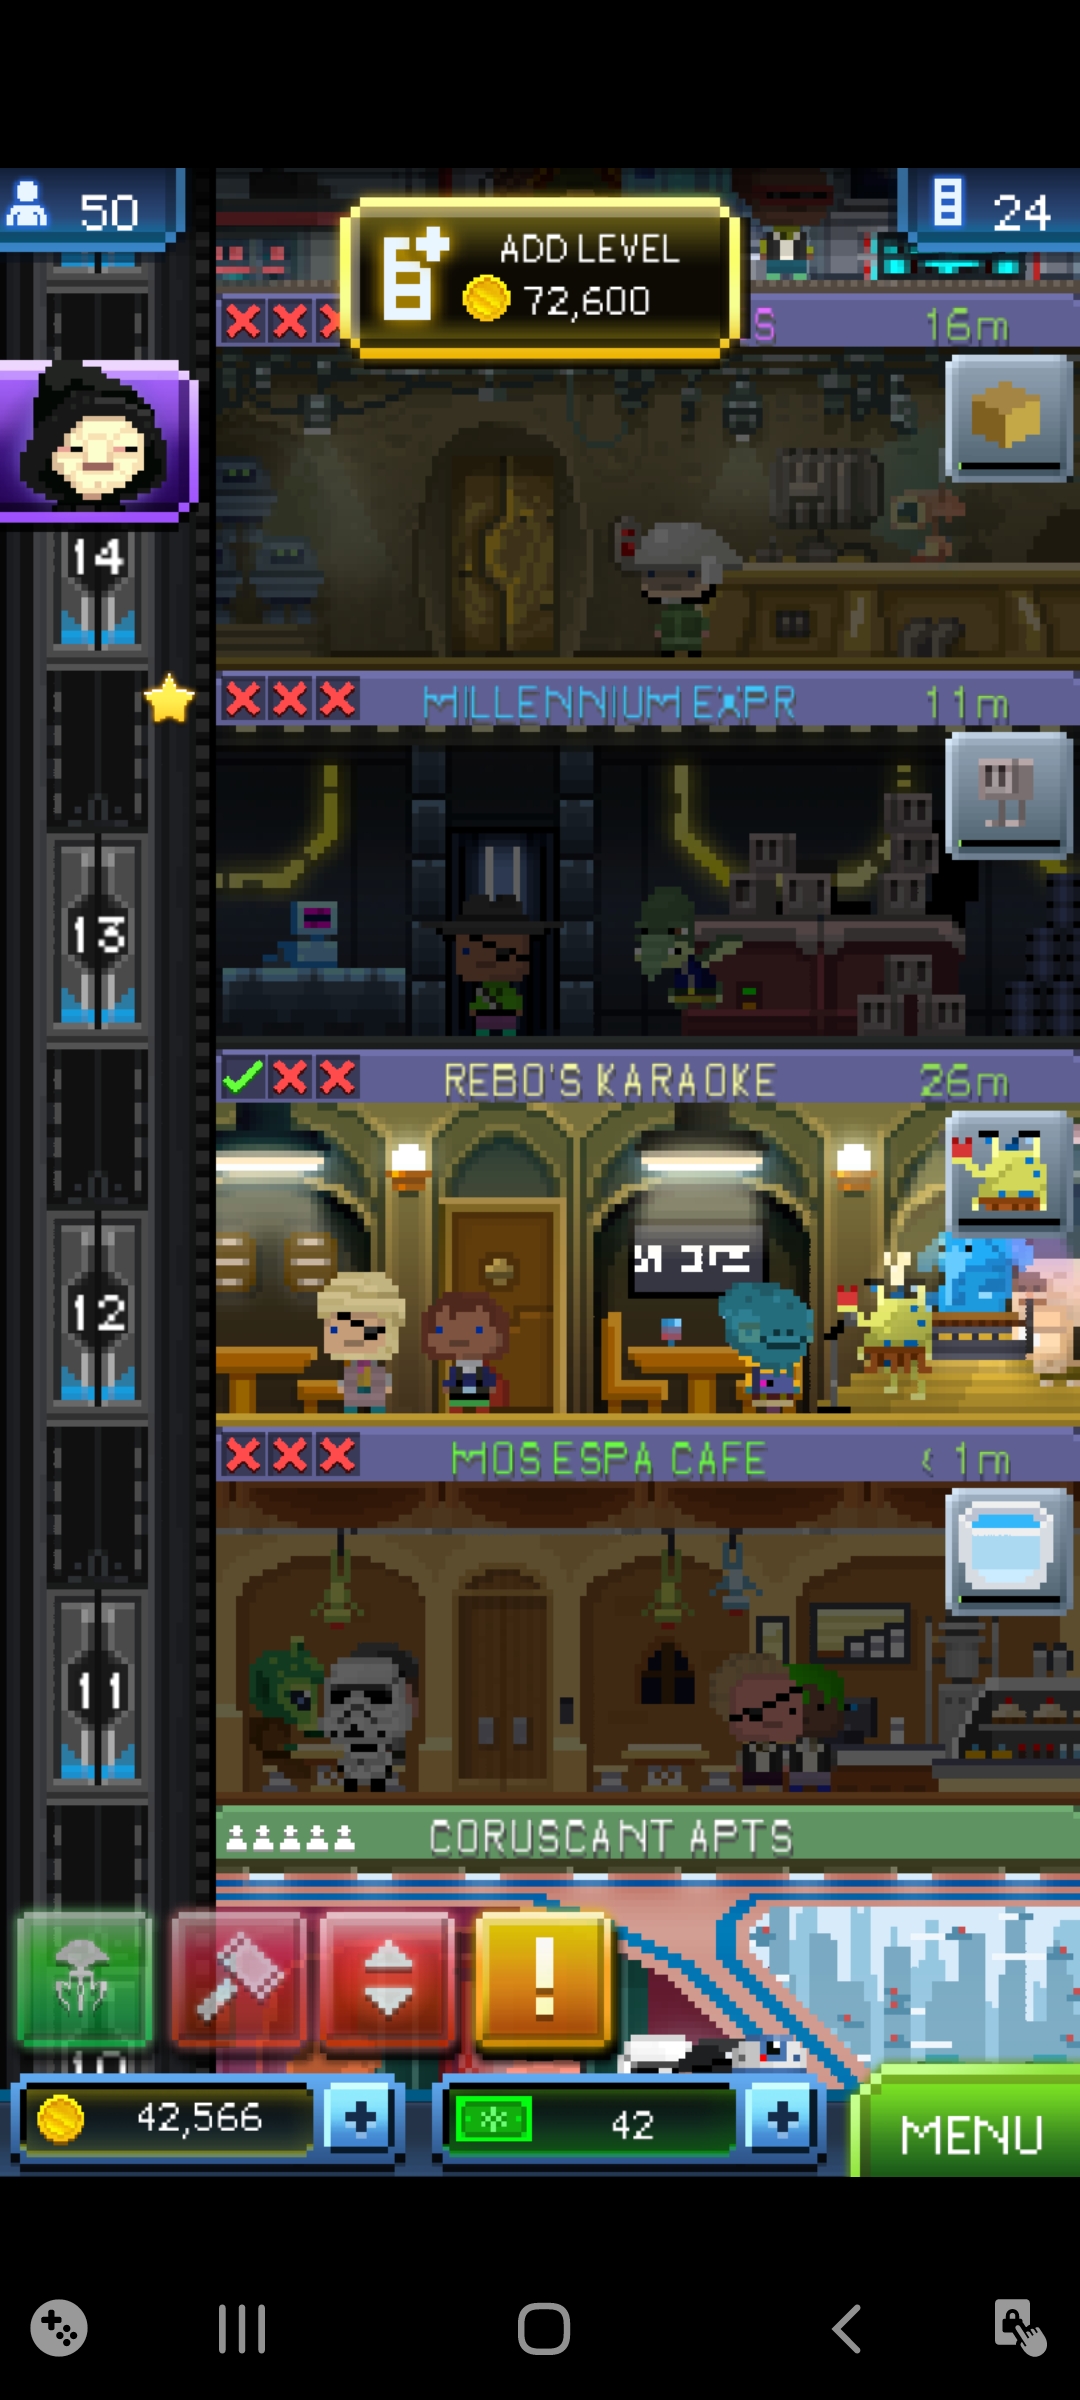 50
24
ADD LEVEL
72,600
S
16m
14
MILLENNIUM EXPR
11m
13
REBO'S KARAOKE
26m
12
MOS ESPA CAFE
< 1m
11
CORUSCANT APTS
10
42,566
42
MENU